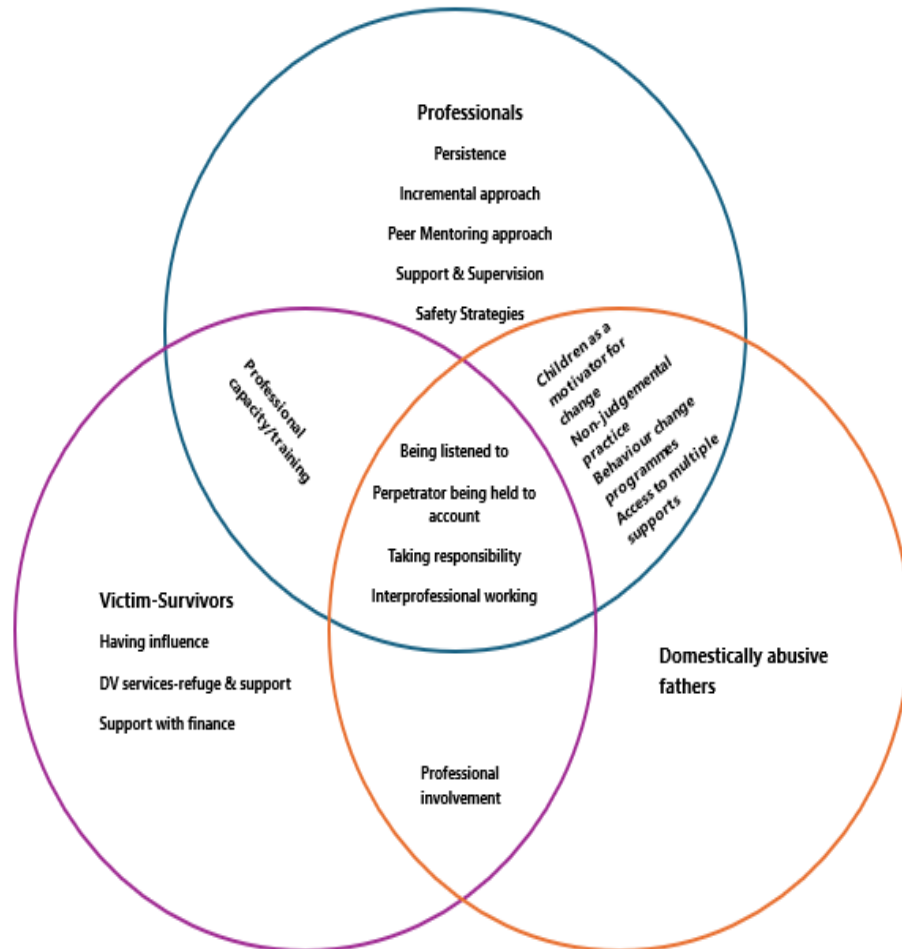 Professionals
Persistence
Incremental approach
Peer Mentoring approach
Support & Supervision
Safety Strategies
Professional
capacity/training
Children as a
motivator for
change
Non-judgemental
practice
Behaviour change
programmes
Access to multiple
supports
Being listened to
Perpetrator being held to
account
Taking responsibility
Interprofessional working
Victim-Survivors
Having influence
DV services-refuge & support
Support with finance
Domestically abusive
fathers
Professional
involvement